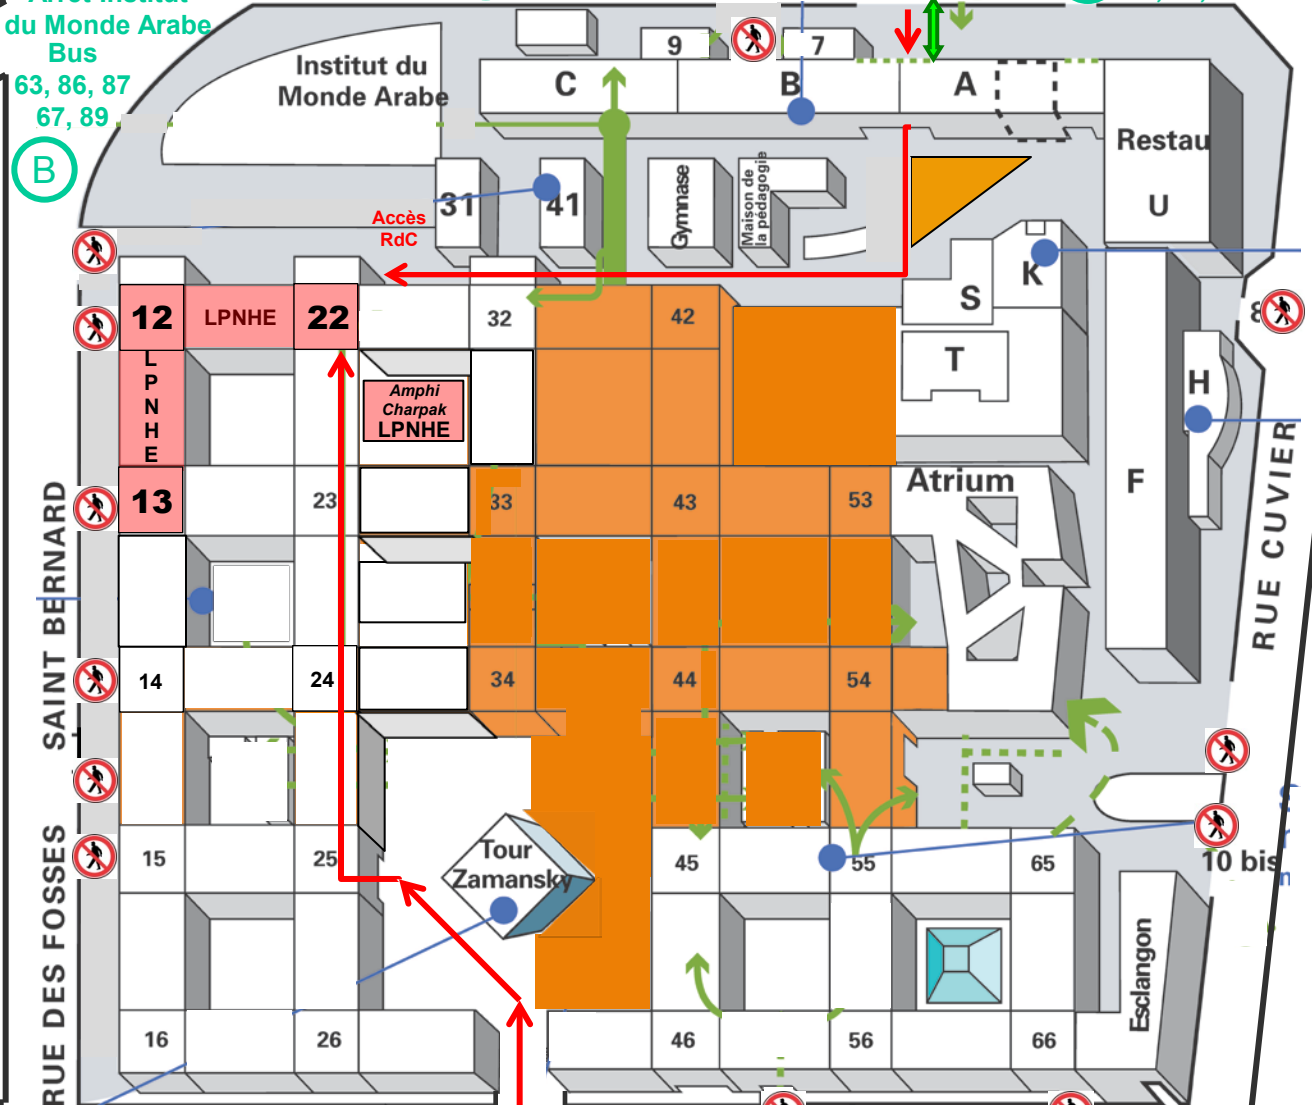 Arrêt Institut
du Monde Arabe
Bus
63, 86, 87
67, 89
B
Institut du
Monde Arabe
9
7
C
B
A
Restau
U
31
41
Gymnase
Maison de
la pédagogie
Accès
RdC
K
S
T
H
F
12
LPNHE
22
32
42
LPNHE
Amphi
Charpak
LPNHE
13
23
33
43
53
Atrium
14
24
34
44
54
SAINT BERNARD
RUE CUVIER
15
25
Tour
Zamansky
45
55
65
10 bis
RUE DES FOSSES
Esclangon
16
26
46
56
66